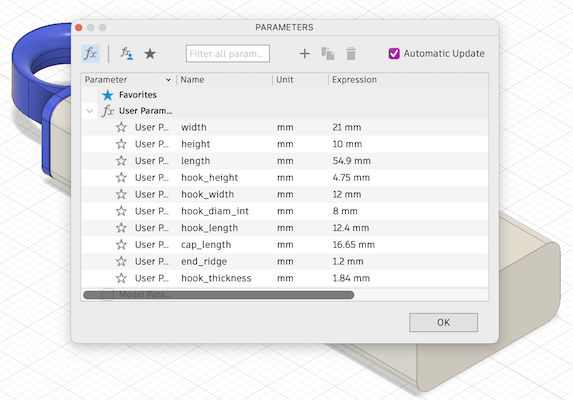 PARAMETERS
fx Filter all param... Automatic Update
Parameter Name Unit Expression
Favorites
fx User Param...
User P... width mm 21 mm
User P... height mm 10 mm
User P... length mm 54.9 mm
User P... hook_height mm 4.75 mm
User P... hook_width mm 12 mm
User P... hook_diam_int mm 8 mm
User P... hook_length mm 12.4 mm
User P... cap_length mm 16.65 mm
User P... end_ridge mm 1.2 mm
User P... hook_thickness mm 1.84 mm
Model Para...
OK